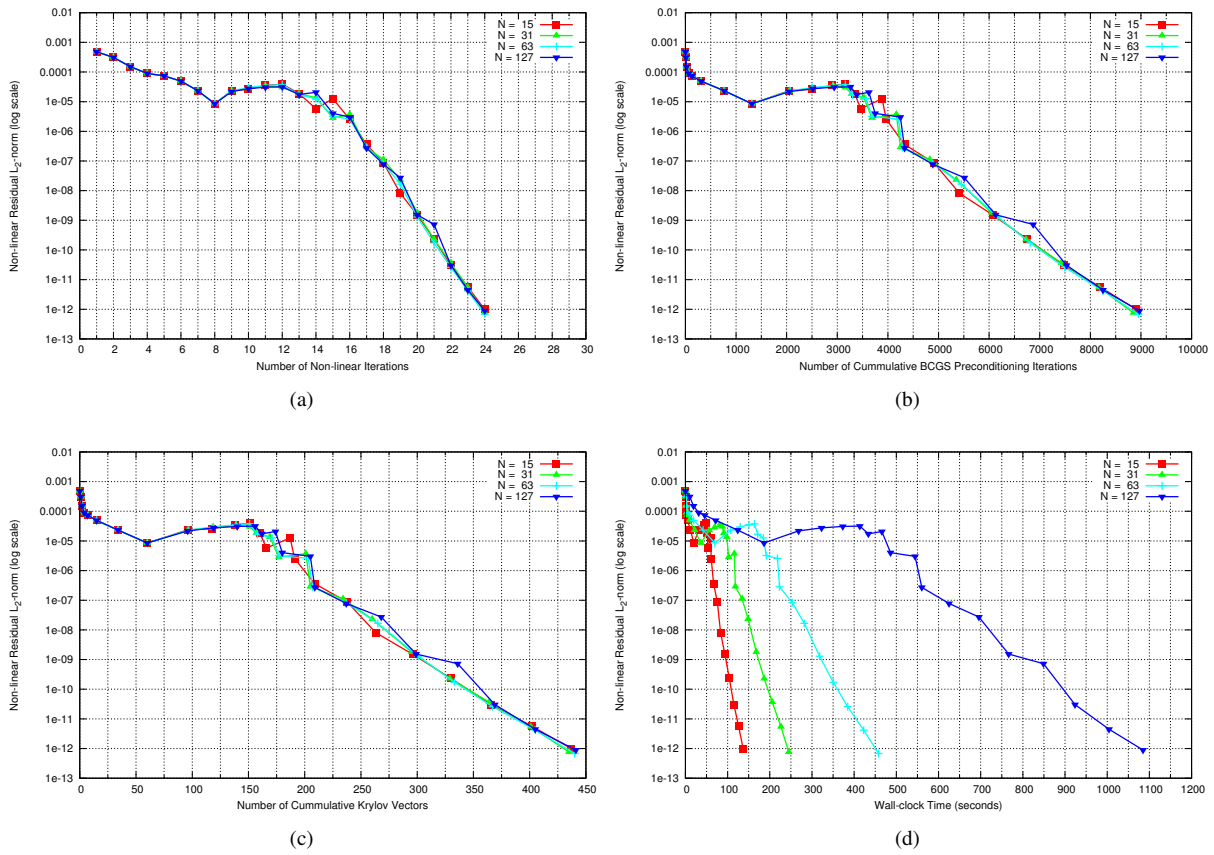 0.01
0.001
0.0001
1e-05
1e-06
1e-07
1e-08
1e-09
1e-10
1e-11
1e-12
1e-13
Non-linear Residual L2-norm (log scale)
N = 15
N = 31
N = 63
N = 127
0 2 4 6 8 10 12 14 16 18 20 22 24 26 28 30
Number of Non-linear Iterations
(a)
0.01
0.001
0.0001
1e-05
1e-06
1e-07
1e-08
1e-09
1e-10
1e-11
1e-12
1e-13
Non-linear Residual L2-norm (log scale)
N = 15
N = 31
N = 63
N = 127
0 1000 2000 3000 4000 5000 6000 7000 8000 9000 10000
Number of Cummulative BCGS Preconditioning Iterations
(b)
0.01
0.001
0.0001
1e-05
1e-06
1e-07
1e-08
1e-09
1e-10
1e-11
1e-12
1e-13
Non-linear Residual L2-norm (log scale)
N = 15
N = 31
N = 63
N = 127
0 50 100 150 200 250 300 350 400 450
Number of Cummulative Krylov Vectors
(c)
0.01
0.001
0.0001
1e-05
1e-06
1e-07
1e-08
1e-09
1e-10
1e-11
1e-12
1e-13
Non-linear Residual L2-norm (log scale)
N = 15
N = 31
N = 63
N = 127
0 100 200 300 400 500 600 700 800 900 1000 1100 1200
Wall-clock Time (seconds)
(d)